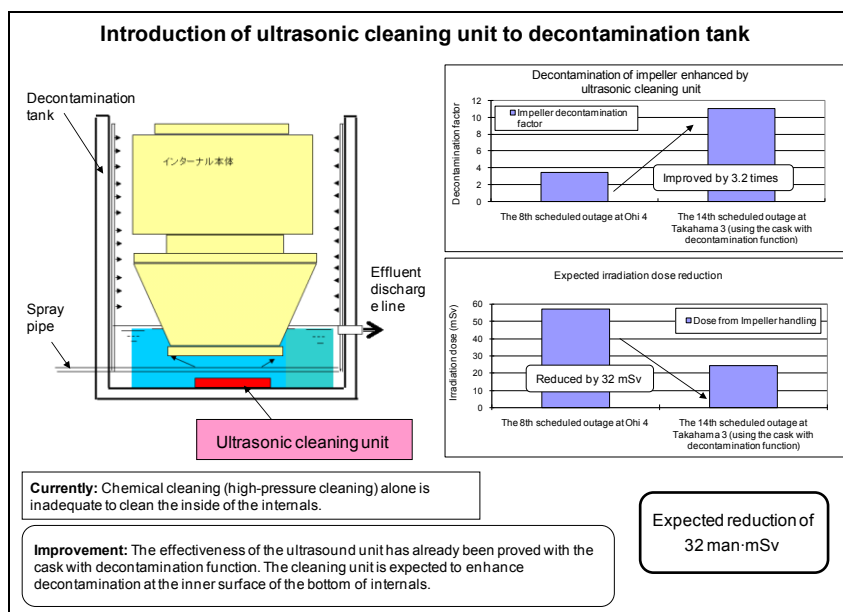 Introduction of ultrasonic cleaning unit to decontamination tank
Decontamination
tank
インターナル本体
Effluent
discharg
e line
Spray
pipe
Ultrasonic cleaning unit
Decontamination of impeller enhanced by
ultrasonic cleaning unit
Decontamination factor
12
10
8
6
4
2
0
Impeller decontamination
factor
Improved by 3.2 times
The 8th scheduled outage at Ohi 4
The 14th scheduled outage at
Takahama 3 (using the cask with
decontamination function)
Expected irradiation dose reduction
Irradiation dose (mSv)
60
50
40
30
20
10
0
Dose from Impeller handling
Reduced by 32 mSv
The 8th scheduled outage at Ohi 4
The 14th scheduled outage at
Takahama 3 (using the cask with
decontamination function)
Currently: Chemical cleaning (high-pressure cleaning) alone is
inadequate to clean the inside of the internals.
Improvement: The effectiveness of the ultrasound unit has already been proved with the
cask with decontamination function. The cleaning unit is expected to enhance
decontamination at the inner surface of the bottom of internals.
Expected reduction of
32 man·mSv